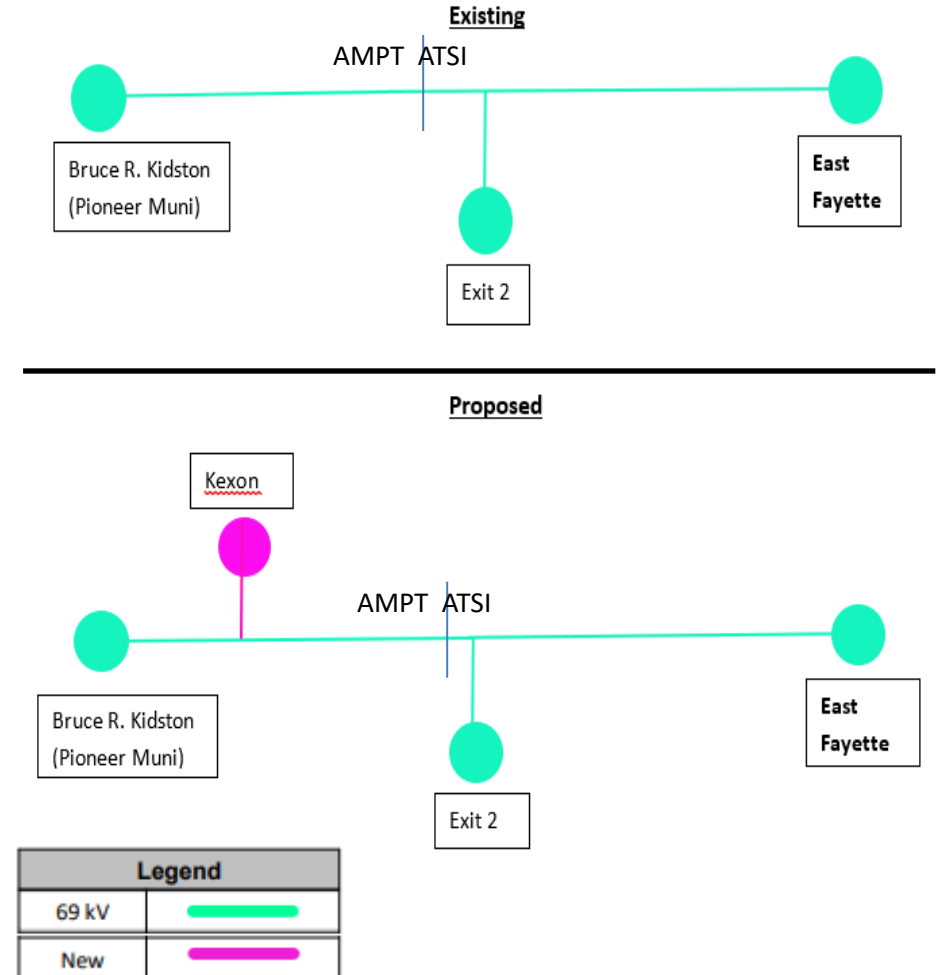 Existing
AMPT ATSI
Bruce R. Kidston
(Pioneer Muni)
East
Fayette
Exit 2
Proposed
Kexon
AMPT ATSI
Bruce R. Kidston
(Pioneer Muni)
East
Fayette
Exit 2
Legend
69 kV
New